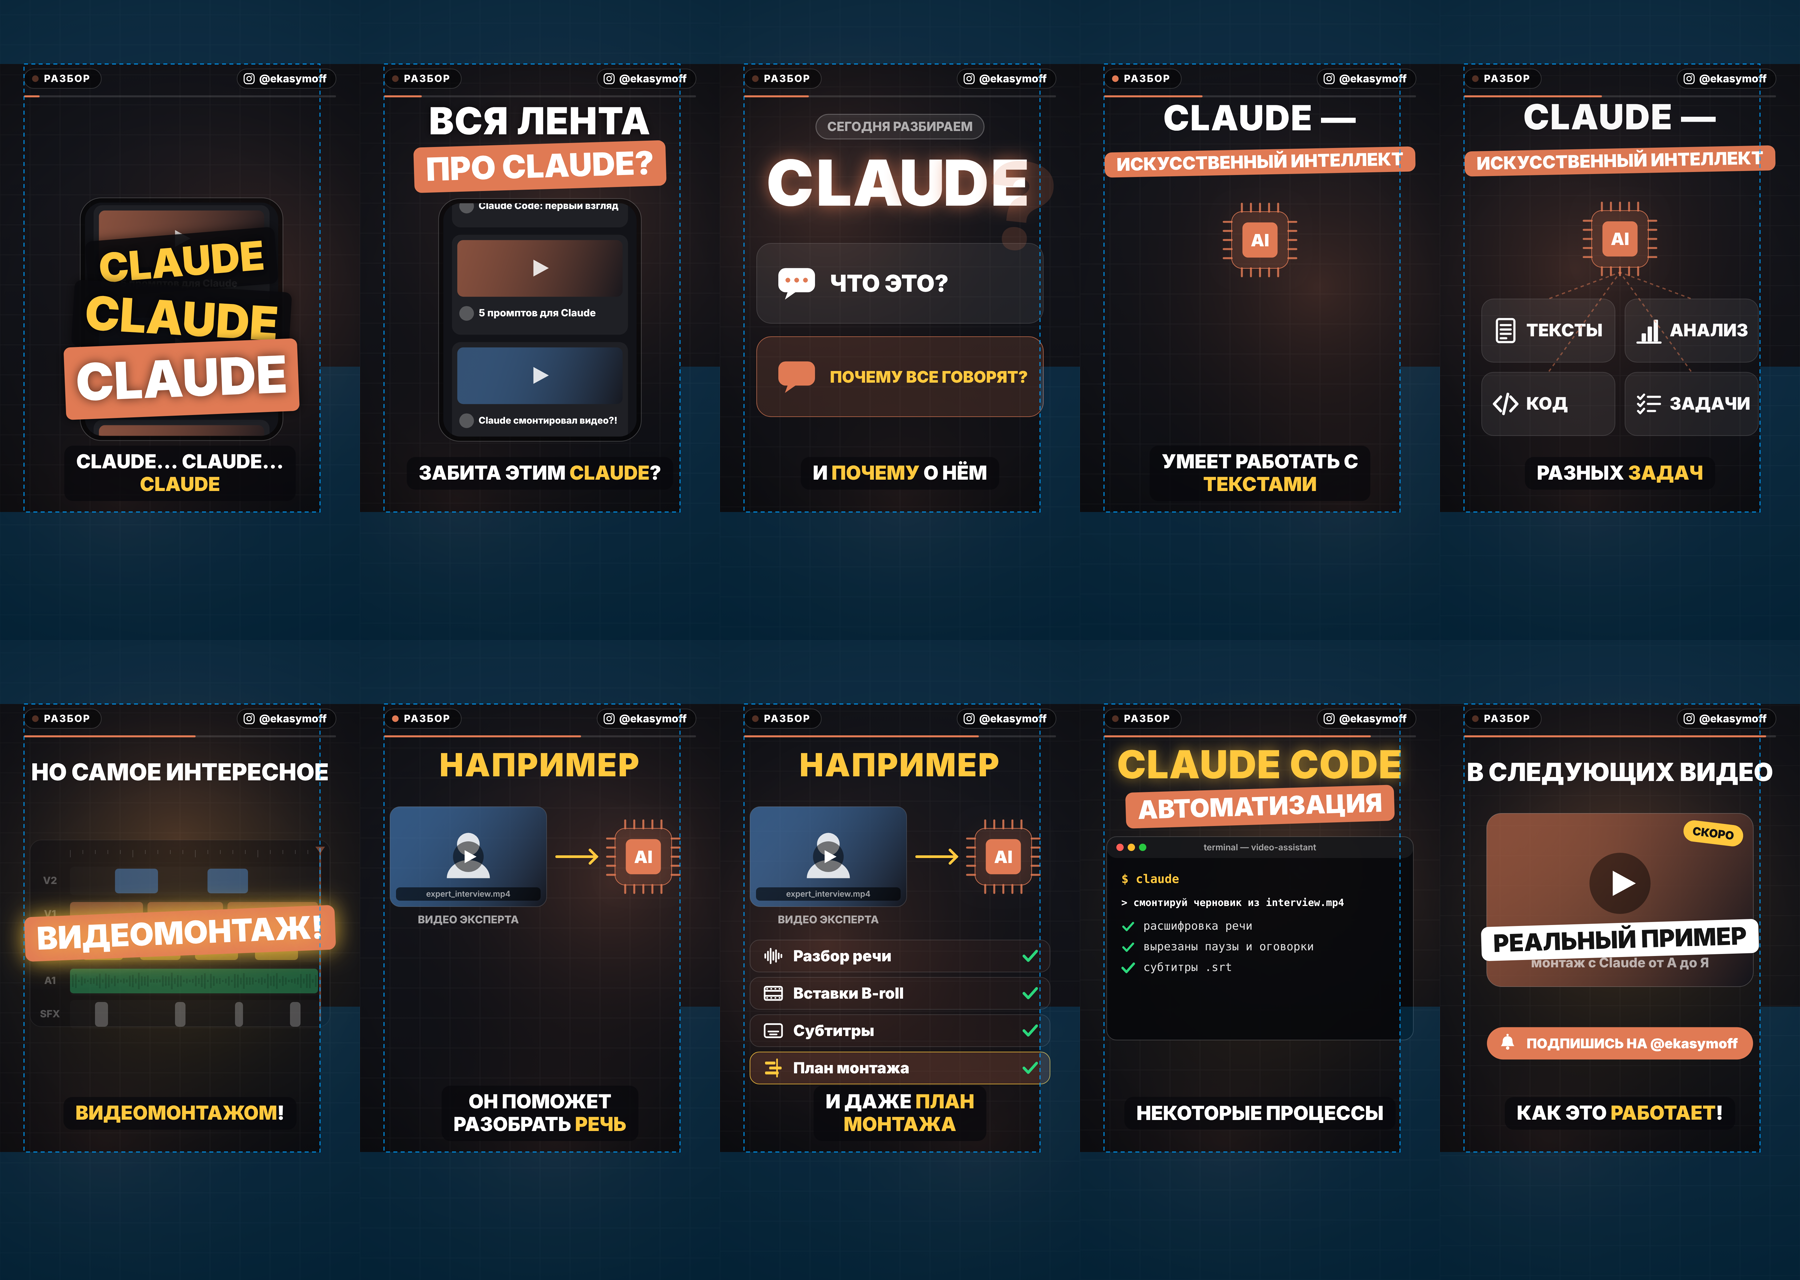 РАЗБОР
@ekasymoff
CLAUDE
CLAUDE
CLAUDE
CLAUDE... CLAUDE...
CLAUDE
РАЗБОР
@ekasymoff
ВСЯ ЛЕНТА
ПРО CLAUDE?
Claude Code: первый взгляд
5 промптов для Claude
Claude смонтировал видео?!
ЗАБИТА ЭТИМ CLAUDE?
РАЗБОР
@ekasymoff
СЕГОДНЯ РАЗБИРАЕМ
CLAUDE
?
ЧТО ЭТО?
ПОЧЕМУ ВСЕ ГОВОРЯТ?
И ПОЧЕМУ О НЁМ
РАЗБОР
@ekasymoff
CLAUDE —
ИСКУССТВЕННЫЙ ИНТЕЛЛЕКТ
AI
УМЕЕТ РАБОТАТЬ С
ТЕКСТАМИ
РАЗБОР
@ekasymoff
CLAUDE —
ИСКУССТВЕННЫЙ ИНТЕЛЛЕКТ
AI
ТЕКСТЫ
АНАЛИЗ
КОД
ЗАДАЧИ
РАЗНЫХ ЗАДАЧ
РАЗБОР
@ekasymoff
НО САМОЕ ИНТЕРЕСНОЕ
V2
V1
ВИДЕОМОНТАЖ!
A1
SFX
ВИДЕОМОНТАЖОМ!
РАЗБОР
@ekasymoff
НАПРИМЕР
AI
expert_interview.mp4
ВИДЕО ЭКСПЕРТА
ОН ПОМОЖЕТ
РАЗОБРАТЬ РЕЧЬ
РАЗБОР
@ekasymoff
НАПРИМЕР
AI
expert_interview.mp4
ВИДЕО ЭКСПЕРТА
Разбор речи
Вставки B-roll
Субтитры
План монтажа
И ДАЖЕ ПЛАН
МОНТАЖА
РАЗБОР
@ekasymoff
CLAUDE CODE
АВТОМАТИЗАЦИЯ
terminal — video-assistant
$ claude
> смонтируй черновик из interview.mp4
расшифровка речи
вырезаны паузы и оговорки
субтитры .srt
НЕКОТОРЫЕ ПРОЦЕССЫ
РАЗБОР
@ekasymoff
В СЛЕДУЮЩИХ ВИДЕО
СКОРО
РЕАЛЬНЫЙ ПРИМЕР
монтаж с Claude от А до Я
ПОДПИШИСЬ НА @ekasymoff
КАК ЭТО РАБОТАЕТ!